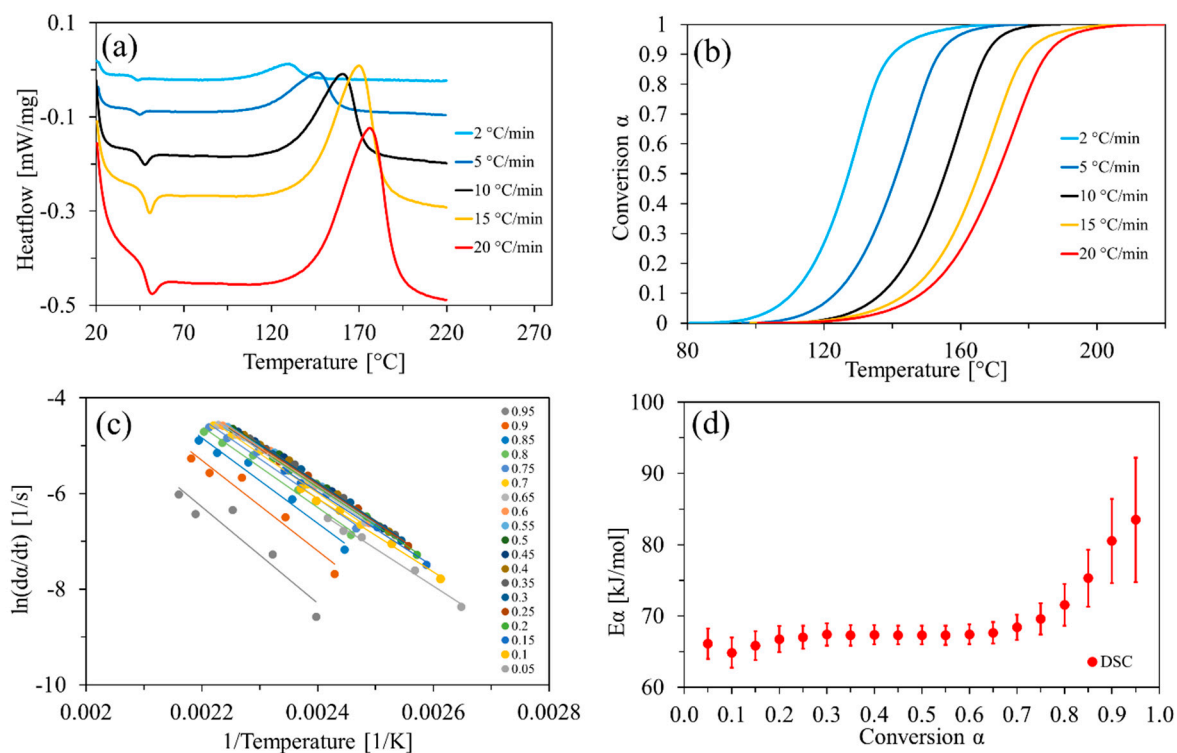 (a)
0.1
-0.1
-0.3
-0.5
Heatflow [mW/mg]
2 °C/min
5 °C/min
10 °C/min
15 °C/min
20 °C/min
20 70 120 170 220 270
Temperature [°C]
(b)
1
0.9
0.8
0.7
0.6
0.5
0.4
0.3
0.2
0.1
0
Converison α
2 °C/min
5 °C/min
10 °C/min
15 °C/min
20 °C/min
80 120 160 200
Temperature [°C]
(c)
-4
-6
-8
-10
ln(dα/dt) [1/s]
0.95
0.9
0.85
0.8
0.75
0.7
0.65
0.6
0.55
0.5
0.45
0.4
0.35
0.3
0.25
0.2
0.15
0.1
0.05
0.002 0.0022 0.0024 0.0026 0.0028
1/Temperature [1/K]
(d)
100
90
80
70
60
Eα [kJ/mol]
DSC
0.0 0.1 0.2 0.3 0.4 0.5 0.6 0.7 0.8 0.9 1.0
Conversion α